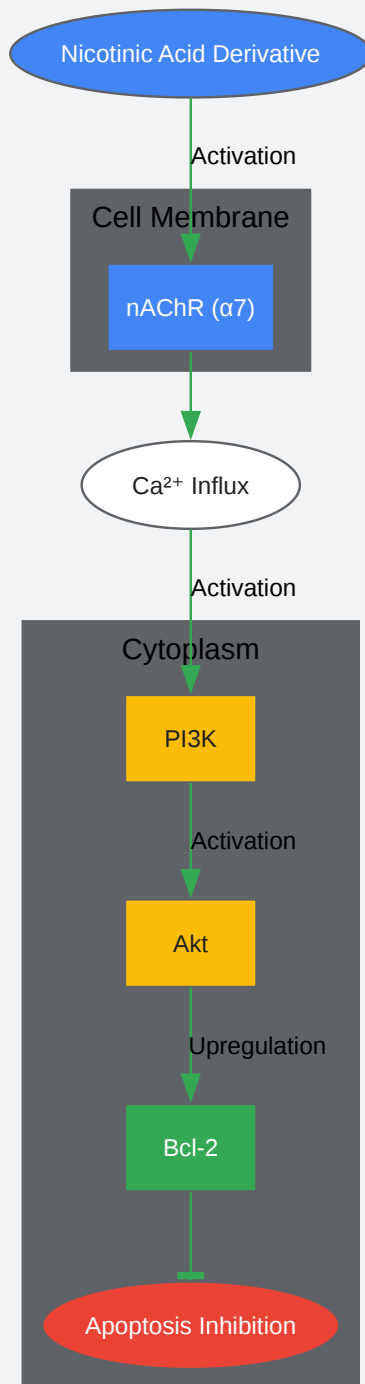 Nicotinic Acid Derivative
Activation
Cell Membrane
nAChR (α7)
Ca²⁺ Influx
Activation
Cytoplasm
PI3K
Activation
Akt
Upregulation
Bcl-2
Apoptosis Inhibition